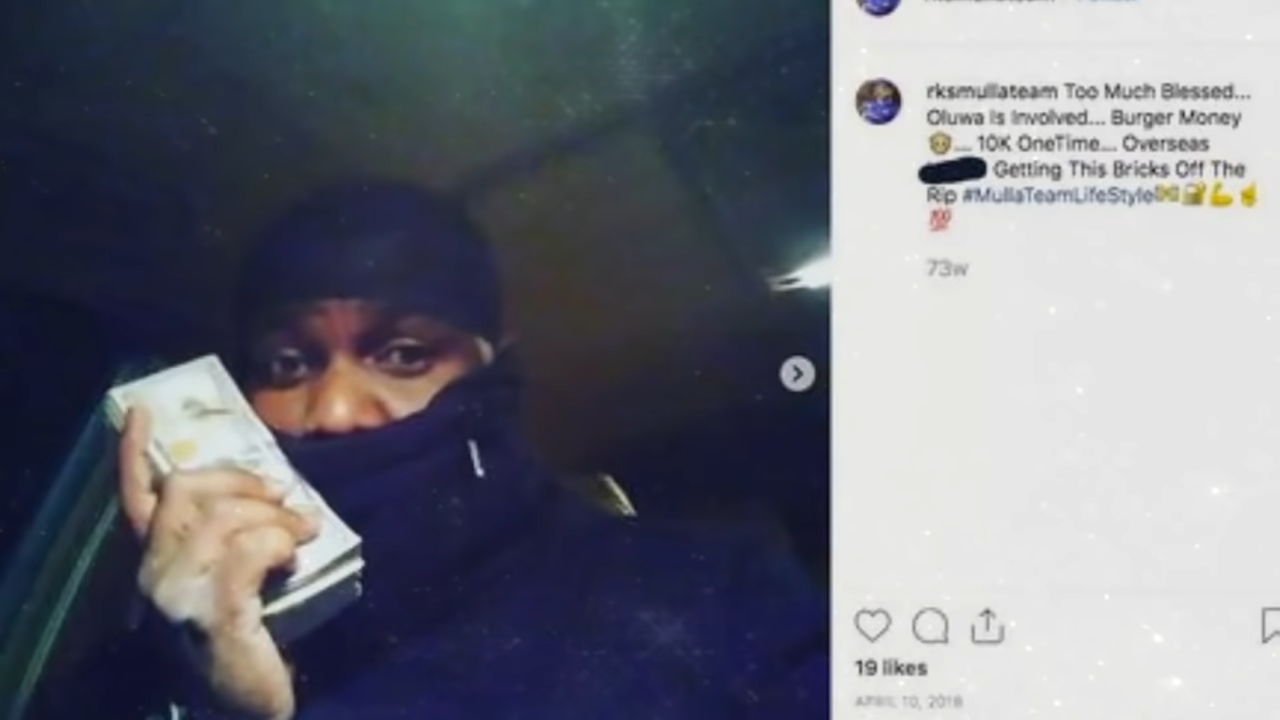 rksmullateam Too Much Blessed...
Oluwa Is Involved... Burger Money
... 10K OneTime... Overseas
Getting This Bricks Off The
Rip #MullaTeamLifeStyle
💯
73w
19 likes
APRIL 10, 2018